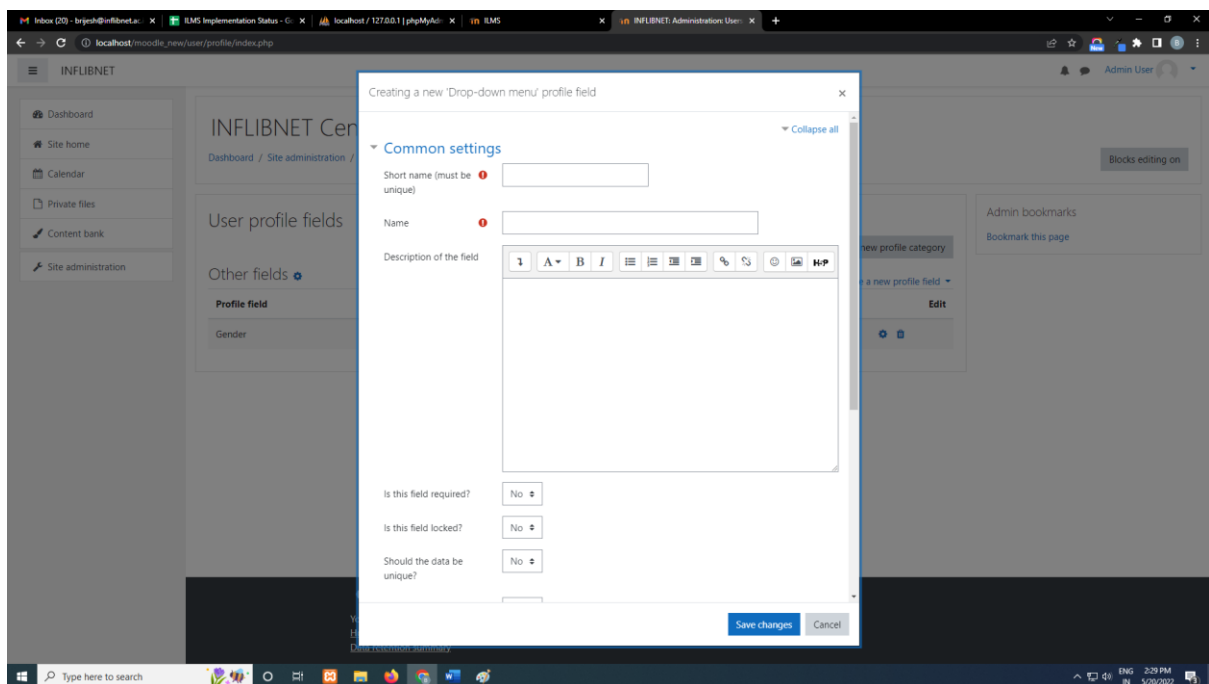 Inbox (20) - brijesh@inflibnet.ac.
ILMS Implementation Status - Go
localhost / 127.0.0.1 | phpMyAdm
ILMS
INFLIBNET: Administration: User
localhost/moodle_new/user/profile/index.php
New
B
INFLIBNET
Admin User
Creating a new 'Drop-down menu' profile field
Dashboard
Site home
Calendar
Private files
Content bank
Site administration
INFLIBNET Cen
Dashboard / Site administration /
Blocks editing on
Collapse all
Common settings
Short name (must be
unique)
Name
Description of the field
A B I
H-P
User profile fields
new profile category
Other fields
a new profile field
Profile field
Edit
Gender
Admin bookmarks
Bookmark this page
Is this field required?
No
Is this field locked?
No
Should the data be
unique?
No
Save changes
Cancel
Data retention summary
Type here to search
ENG
IN
2:29 PM
5/20/2022